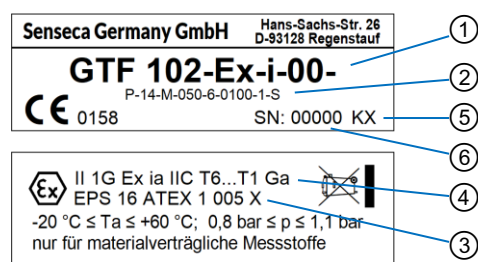 Senseca Germany GmbH
Hans-Sachs-Str. 26
D-93128 Regenstauf
GTF 102-Ex-i-00-
P-14-M-050-6-0100-1-S
CE 0158
SN: 00000 KX
1
2
5
6
Ex
II 1G Ex ia IIC T6...T1 Ga
EPS 16 ATEX 1 005 X
-20 °C ≤ Ta ≤ +60 °C; 0,8 bar ≤ p ≤ 1,1 bar
nur für materialverträgliche Messstoffe
4
3